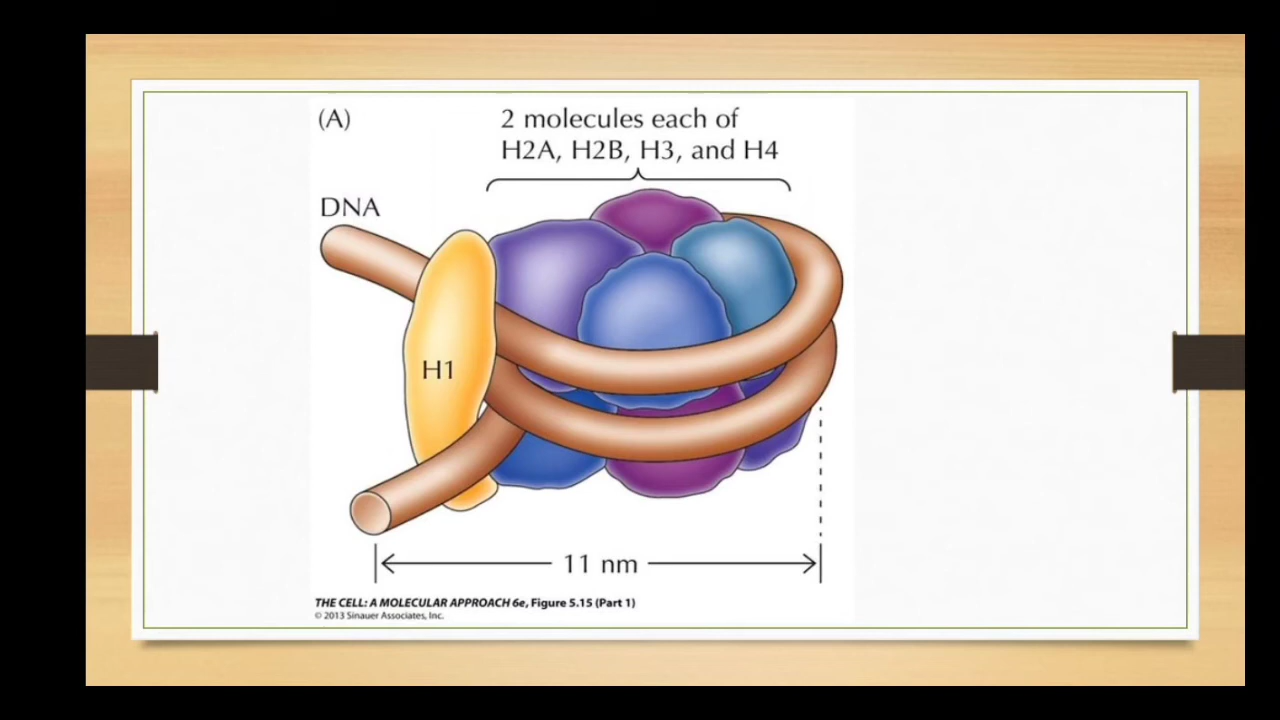 (A)
2 molecules each of
H2A, H2B, H3, and H4
DNA
H1
11 nm
THE CELL: A MOLECULAR APPROACH 6e, Figure 5.15 (Part 1)
© 2013 Sinauer Associates, Inc.